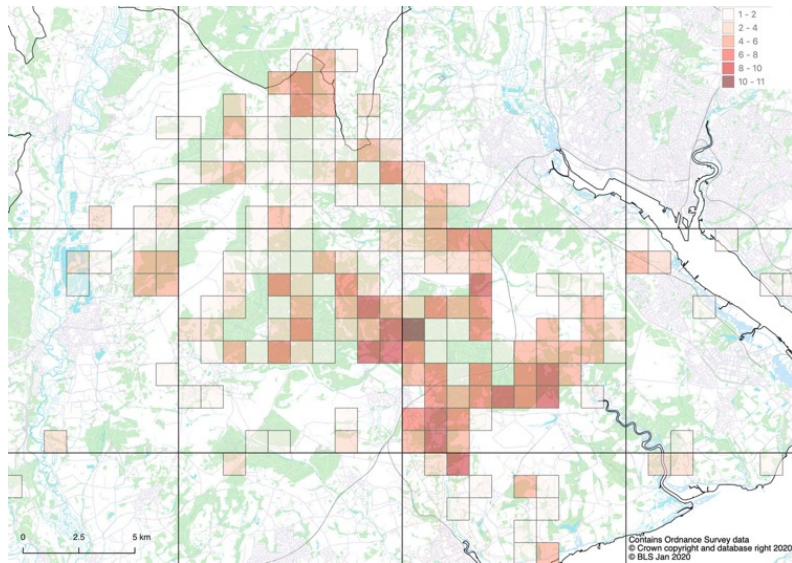 1 - 2
2 - 4
4 - 6
6 - 8
8 - 10
10 - 11
0 2.5 5 km
Contains Ordnance Survey data
© Crown copyright and database right 2020
© BLS Jan 2020